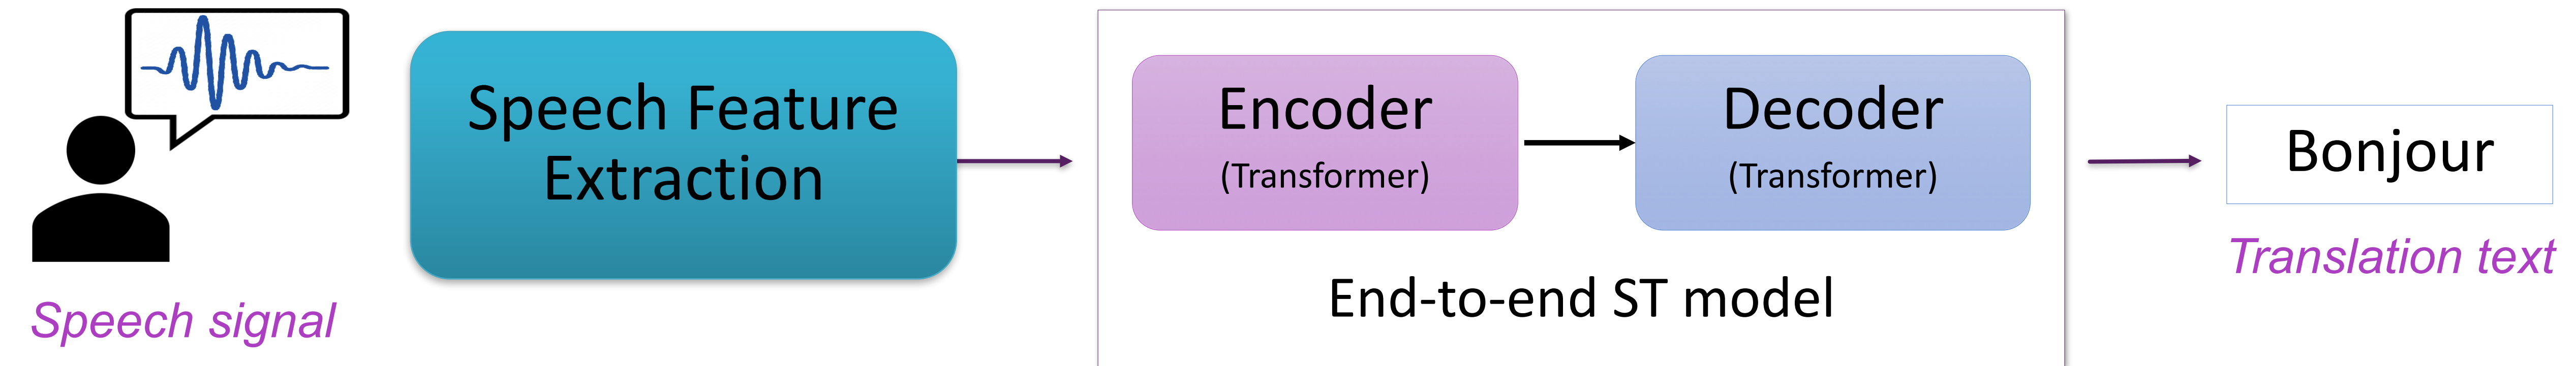 Speech signal
Speech Feature
Extraction
Encoder
(Transformer)
Decoder
(Transformer)
End-to-end ST model
Bonjour
Translation text